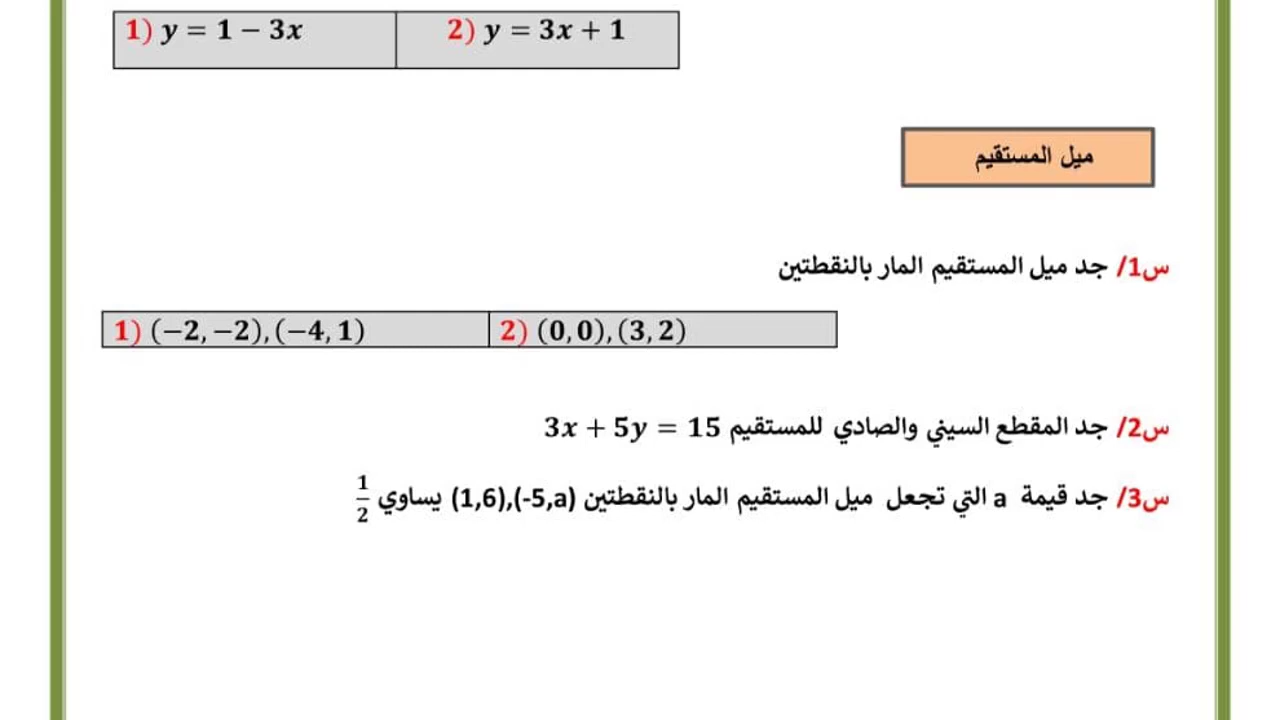 1) y = 1 − 3x 2) y = 3x + 1
ميل المستقيم
س1/ جد ميل المستقيم المار بالنقطتين
1) (−2, −2), (−4, 1) 2) (0, 0), (3, 2)
س2/ جد المقطع السيني والصادي للمستقيم 3x + 5y = 15
س3/ جد قيمة a التي تجعل ميل المستقيم المار بالنقطتين (1,6),(-5,a) يساوي 1/2